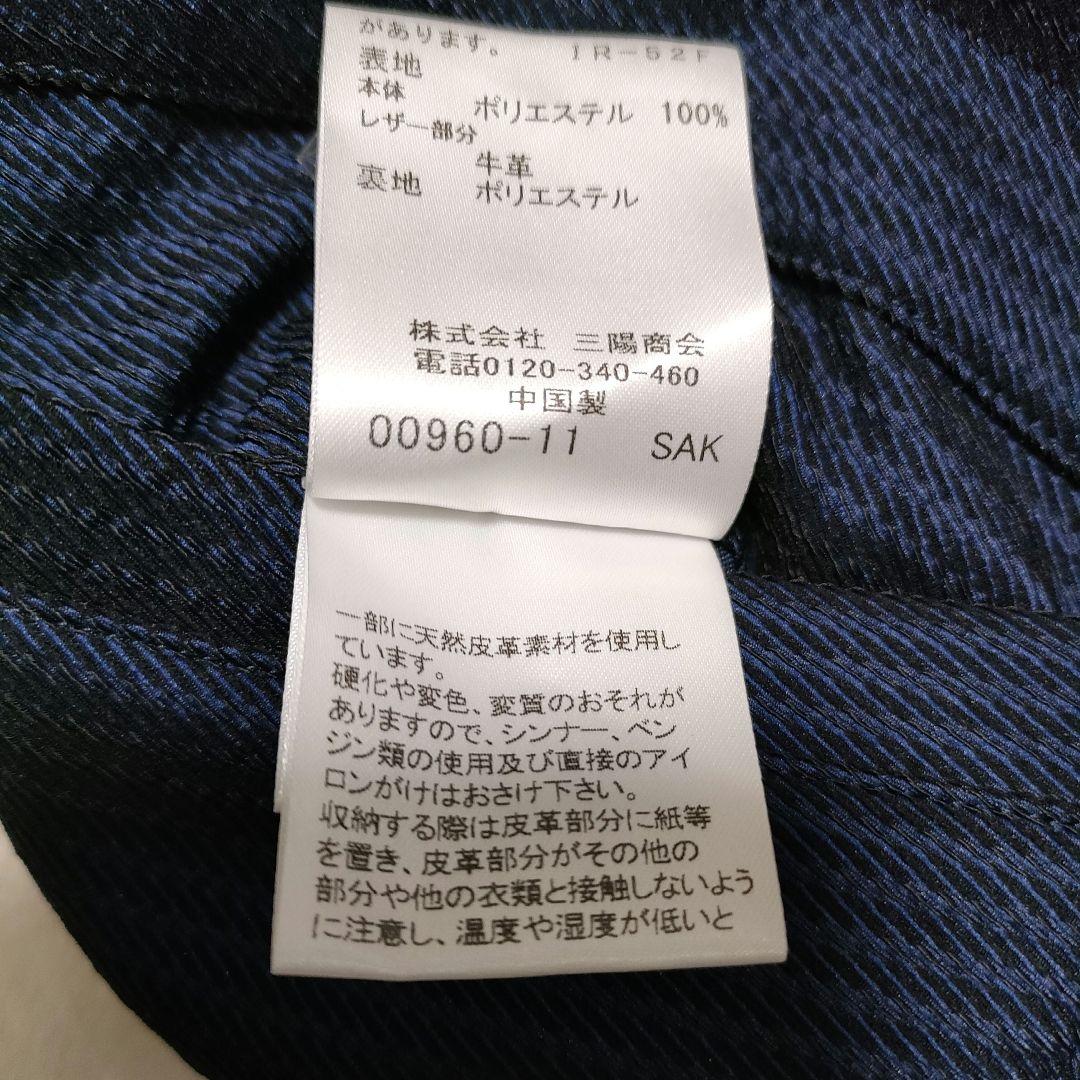 があります。 IR-52F
表地
本体
ポリエステル 100%
レザー部分
牛革
裏地 ポリエステル
株式会社 三陽商会
電話0120-340-460
中国製
00960-11 SAK
一部に天然皮革素材を使用し
ています。
硬化や変色、変質のおそれが
ありますので、シンナー、ベン
ジン類の使用及び直接のアイ
ロンがけはおさけ下さい。
収納する際は皮革部分に紙等
を置き、皮革部分がその他の
部分や他の衣類と接触しないよう
に注意し、温度や湿度が低いと